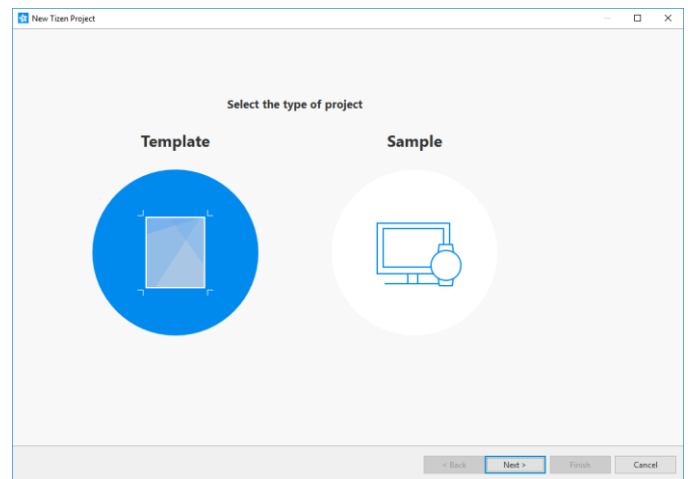 New Tizen Project
Select the type of project
Template
Sample
< Back
Next >
Finish
Cancel